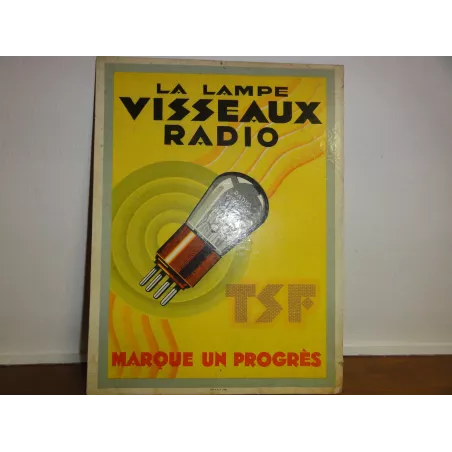 LA LAMPE
VISSEAUX
RADIO
TSF
MARQUE UN PROGRÈS